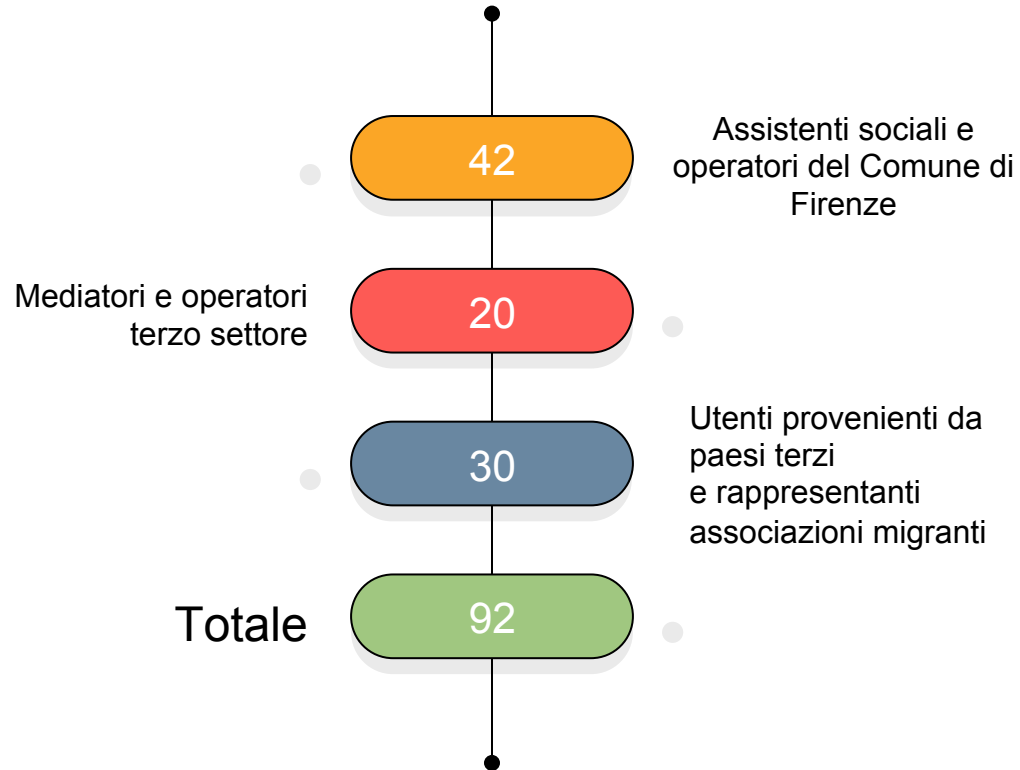 42
Assistenti sociali e
operatori del Comune di
Firenze
Mediatori e operatori
terzo settore
20
30
Utenti provenienti da
paesi terzi
e rappresentanti
associazioni migranti
Totale
92